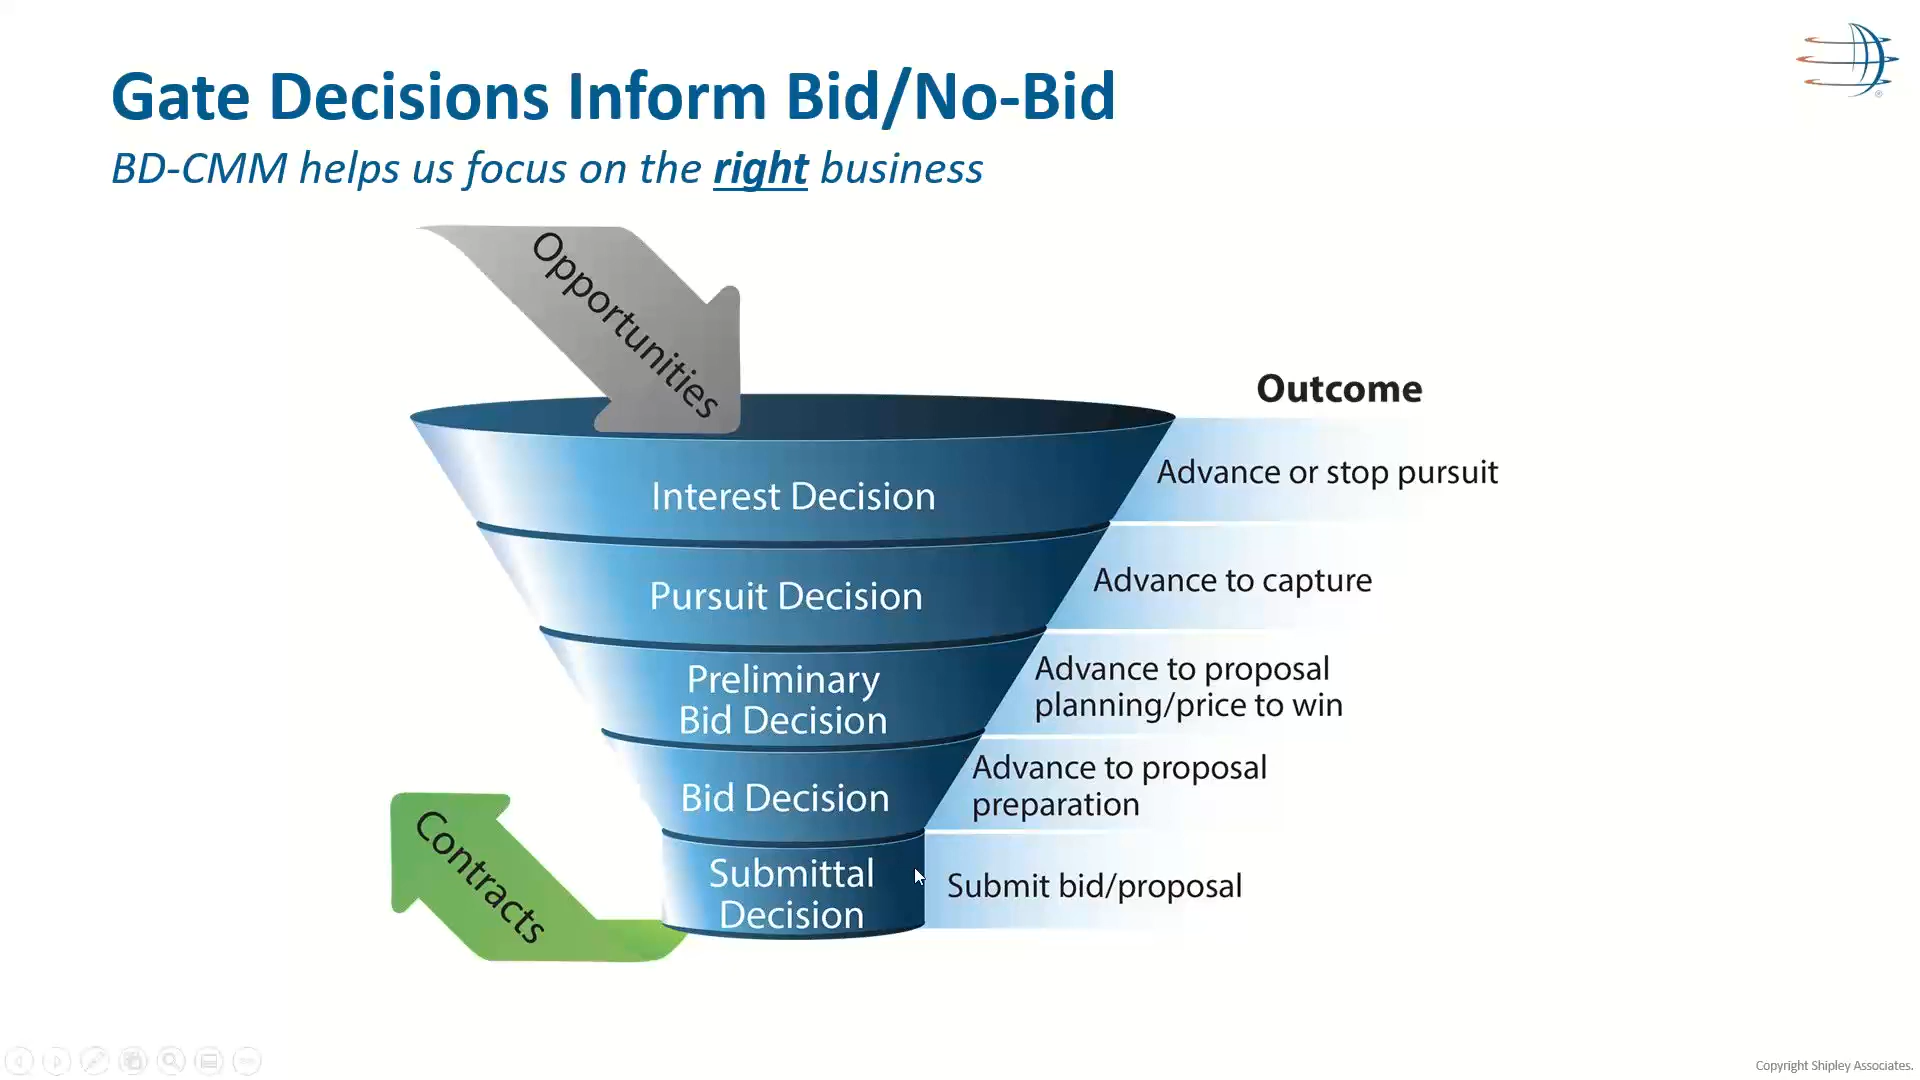 Gate Decisions Inform Bid/No-Bid
BD-CMM helps us focus on the right business
Opportunities
Outcome
Interest Decision
Advance or stop pursuit
Pursuit Decision
Advance to capture
Preliminary
Bid Decision
Advance to proposal
planning/price to win
Bid Decision
Advance to proposal
preparation
Submittal
Decision
Submit bid/proposal
Contracts
®
Copyright Shipley Associates.